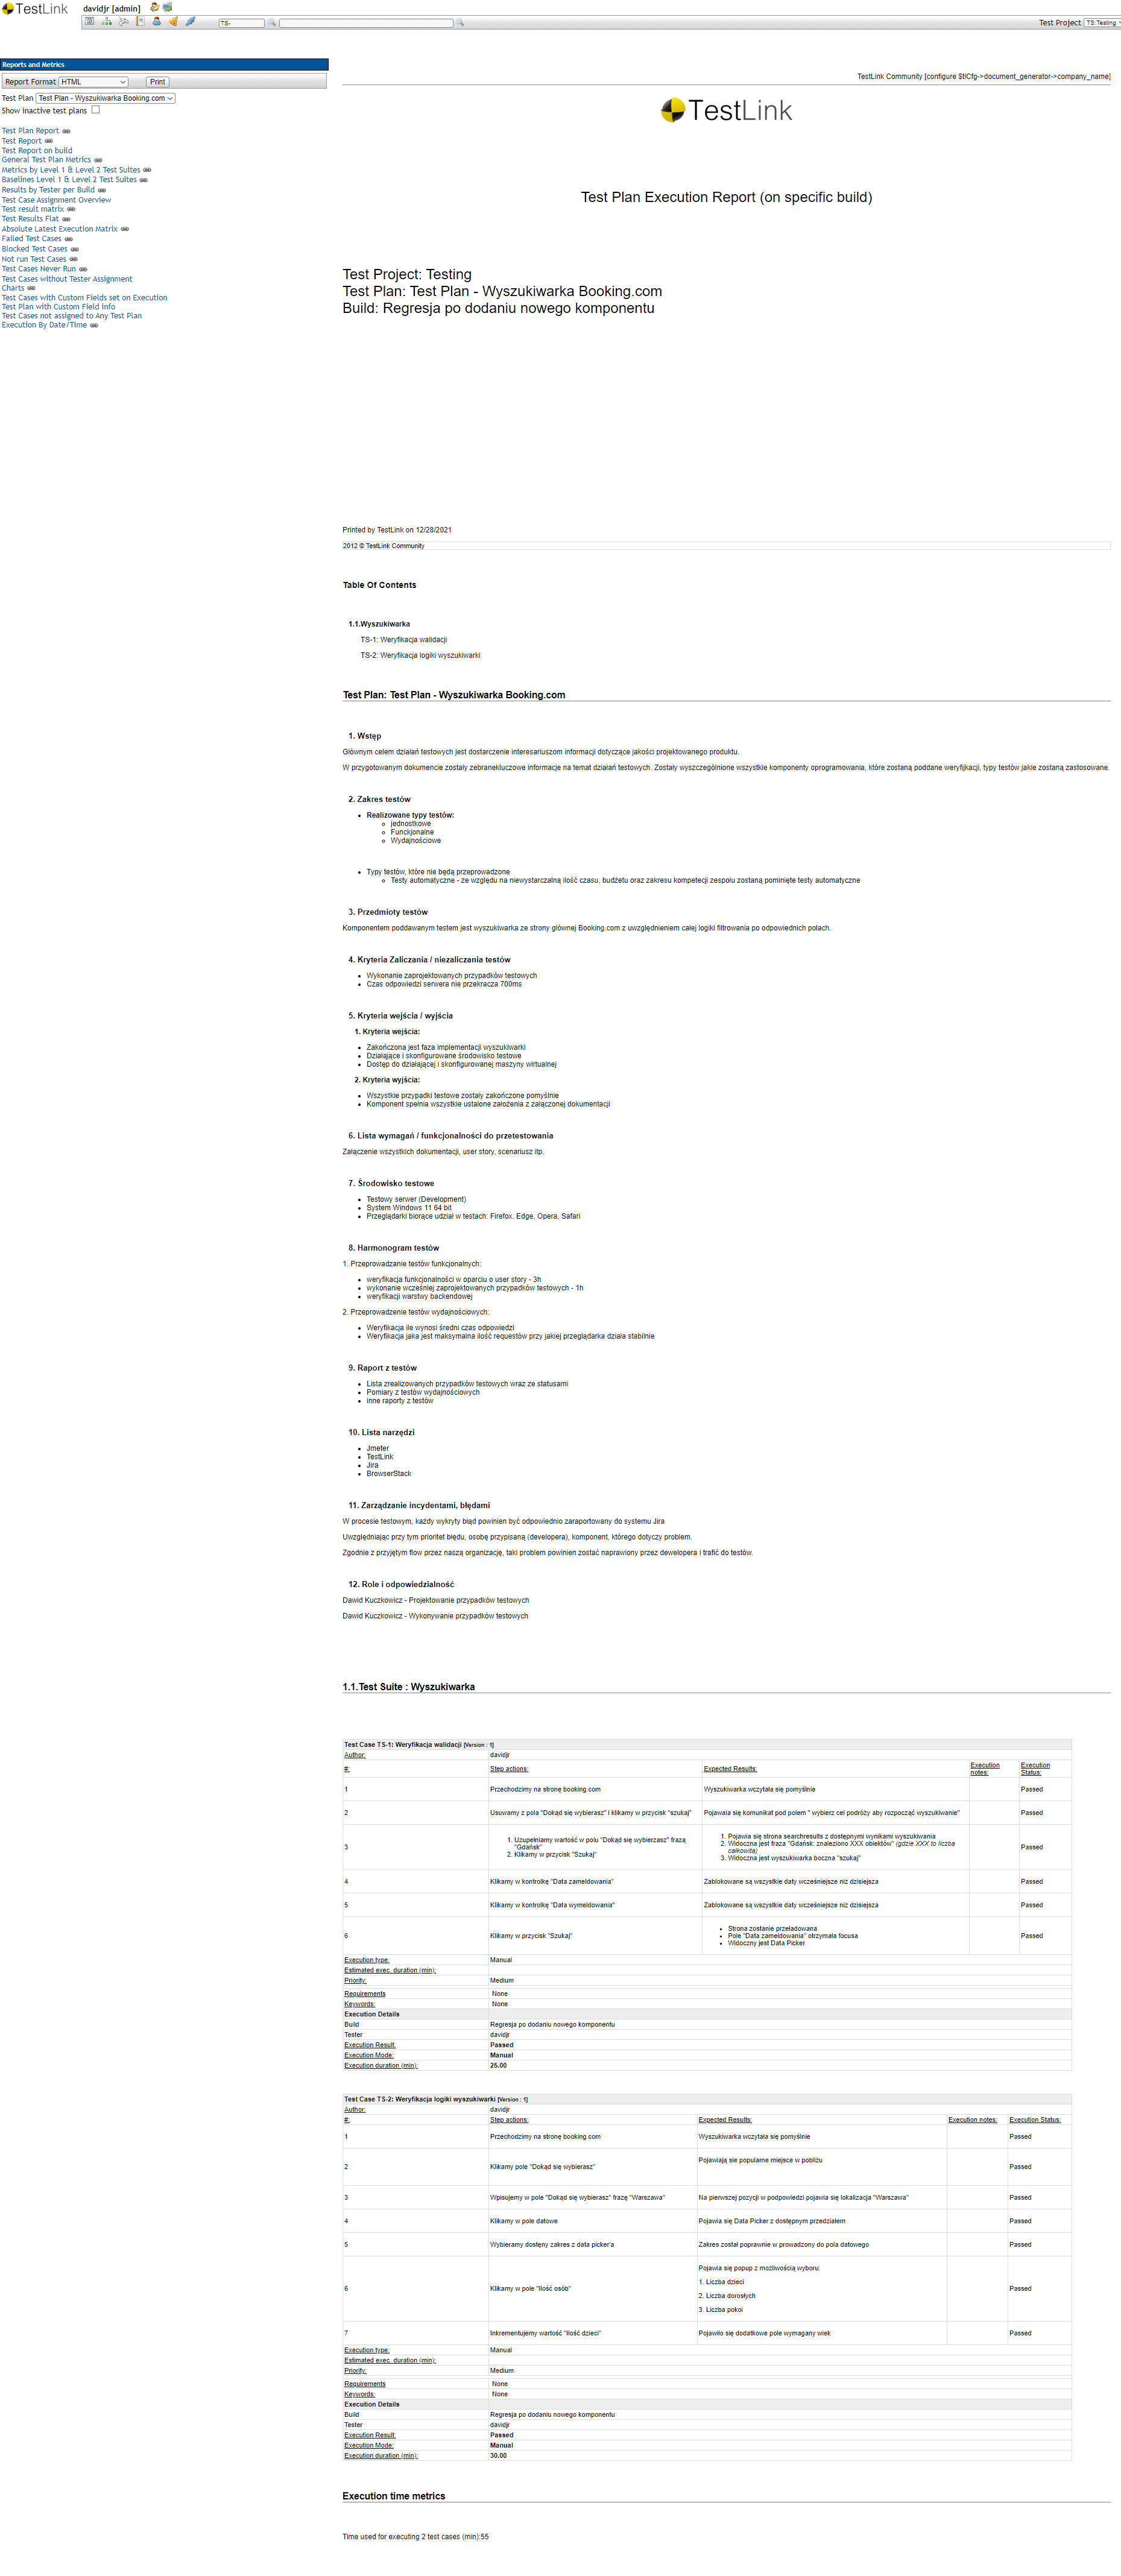 TestLink
davidjr [admin]
TS-
Test Project TS:Testing
Reports and Metrics
Report Format HTML Print
Test Plan Test Plan - Wyszukiwarka Booking.com
Show inactive test plans
Test Plan Report
Test Report
Test Report on build
General Test Plan Metrics
Metrics by Level 1 & Level 2 Test Suites
Baselines Level 1 & Level 2 Test Suites
Results by Tester per Build
Test Case Assignment Overview
Test result matrix
Test Results Flat
Absolute Latest Execution Matrix
Failed Test Cases
Blocked Test Cases
Not run Test Cases
Test Cases Never Run
Test Cases without Tester Assignment
Charts
Test Cases with Custom Fields set on Execution
Test Plan with Custom Field info
Test Cases not assigned to Any Test Plan
Execution By Date/Time
TestLink Community [configure $tlCfg->document_generator->company_name]
TestLink
Test Plan Execution Report (on specific build)
Test Project: Testing
Test Plan: Test Plan - Wyszukiwarka Booking.com
Build: Regresja po dodaniu nowego komponentu
Printed by TestLink on 12/28/2021
2012 © TestLink Community
Table Of Contents
1.1.Wyszukiwarka
TS-1: Weryfikacja walidacji
TS-2: Weryfikacja logiki wyszukiwarki
Test Plan: Test Plan - Wyszukiwarka Booking.com
1. Wstęp
Głównym celem działań testowych jest dostarczenie interesariuszom informacji dotyczące jakości projektowanego produktu.
W przygotowanym dokumencie zostały zebranekluczowe informacje na temat działań testowych. Zostały wyszczególnione wszystkie komponenty oprogramowania, które zostaną poddane weryfijkacji, typy testów jakie zostaną zastosowane.
2. Zakres testów
Realizowane typy testów:
jednostkowe
Funckjonalne
Wydajnościowe
Typy testów, które nie będą przeprowadzone
Testy automatyczne - ze względu na niewystarczalną ilość czasu, budżetu oraz zakresu kompetecji zespołu zostaną pominięte testy automatyczne
3. Przedmioty testów
Komponentem poddawanym testem jest wyszukiwarka ze strony głównej Booking.com z uwzględnieniem całej logiki filtrowania po odpowiednich polach.
4. Kryteria Zaliczania / niezaliczania testów
Wykonanie zaprojektowanych przypadków testowych
Czas odpowiedzi serwera nie przekracza 700ms
5. Kryteria wejścia / wyjścia
1. Kryteria wejścia:
Zakończona jest faza implementacji wyszukiwarki
Działające i skonfigurowane środowisko testowe
Dostęp do działającej i skonfigurowanej maszyny wirtualnej
2. Kryteria wyjścia:
Wszystkie przypadki testowe zostały zakończone pomyślnie
Komponent spełnia wszystkie ustalone założenia z załączonej dokumentacji
6. Lista wymagań / funkcjonalności do przetestowania
Załączenie wszystkich dokumentacji, user story, scenariusz itp.
7. Środowisko testowe
Testowy serwer (Development)
System Windows 11 64 bit
Przeglądarki biorące udział w testach: Firefox. Edge, Opera, Safari
8. Harmonogram testów
1. Przeprowadzanie testów funkcjonalnych:
weryfikacja funkcjonalności w oparciu o user story - 3h
wykonanie wcześniej zaprojektowanych przypadków testowych - 1h
weryfikacji warstwy backendowej
2. Przeprowadzenie testów wydajnościowych:
Weryfikacja ile wynosi średni czas odpowiedzi
Weryfikacja jaka jest maksymalna ilość requestów przy jakiej przeglądarka działa stabilnie
9. Raport z testów
Lista zrealizowanych przypadków testowych wraz ze statusami
Pomiary z testów wydajnościowych
inne raporty z testów
10. Lista narzędzi
Jmeter
TestLink
Jira
BrowserStack
11. Zarządzanie incydentami, błędami
W procesie testowym, każdy wykryty błąd powinien być odpowiednio zaraportowany do systemu Jira
Uwzględniając przy tym priorıtet błędu, osobę przypisaną (developera), komponent, którego dotyczy problem.
Zgodnie z przyjętym flow przez naszą organizację, taki problem powinien zostać naprawiony przez dewelopera i trafić do testów.
12. Role i odpowiedzialność
Dawid Kuczkowicz - Projektowanie przypadków testowych
Dawid Kuczkowicz - Wykonywanie przypadków testowych
1.1.Test Suite : Wyszukiwarka
Test Case TS-1: Weryfikacja walidacji [Version : 1]
Author: davidjr
#: Step actions: Expected Results: Execution notes: Execution Status:
1 Przechodzimy na stronę booking.com Wyszukiwarka wczytała się pomyślnie Passed
2 Usuwamy z pola "Dokąd się wybierasz" i klikamy w przycisk "szukaj" Pojawaia się komunikat pod polem " wybierz cel podróży aby rozpocząć wyszukiwanie" Passed
3
1. Uzupełniamy wartość w polu "Dokąd się wybierzasz" frazą "Gdańsk"
2. Klikamy w przycisk "Szukaj"
1. Pojawia się strona searchresults z dostępnymi wynikami wyszukiwania
2. Widoczna jest fraza "Gdańsk: znaleziono XXX obiektów" (gdzie XXX to liczba całkowita)
3. Widoczna jest wyszukiwarka boczna "szukaj"
Passed
4 Klikamy w kontrolkę "Data zameldowania" Zablokowane są wszystkie daty wcześniejsze niż dzisiejsza Passed
5 Klikamy w kontrolkę "Data wymeldowania" Zablokowane są wszystkie daty wcześniejsze niż dzisiejsza Passed
6 Klikamy w przycisk "Szukaj"
Strona zostanie przeładowana
Pole "Data zameldowania" otrzymała focusa
Widoczny jest Data Picker
Passed
Execution type: Manual
Estimated exec. duration (min):
Priority: Medium
Requirements None
Keywords: None
Execution Details
Build Regresja po dodaniu nowego komponentu
Tester davidjr
Execution Result: Passed
Execution Mode: Manual
Execution duration (min): 25.00
Test Case TS-2: Weryfikacja logiki wyszukiwarki [Version : 1]
Author: davidjr
#: Step actions: Expected Results: Execution notes: Execution Status:
1 Przechodzimy na stronę booking.com Wyszukiwarka wczytała się pomyślnie Passed
2 Klikamy pole "Dokąd się wybierasz" Pojawiają sie popularne miejsce w pobliżu Passed
3 Wpisujemy w pole "Dokąd się wybierasz" frazę "Warszawa" Na pierwszej pozycji w podpowiedzi pojawia się lokalizacja "Warszawa" Passed
4 Klikamy w pole datowe Pojawia się Data Picker z dostępnym przedziałem Passed
5 Wybieramy dostęny zakres z data picker'a Zakres został poprawnie w prowadzony do pola datowego Passed
6 Klikamy w pole "Ilość osób"
Pojawia się popup z możliwością wyboru:
1. Liczba dzieci
2. Liczba dorosłych
3. Liczba pokoi
Passed
7 Inkrementujemy wartość "Ilość dzieci" Pojawiło się dodatkowe pole wymagany wiek Passed
Execution type: Manual
Estimated exec. duration (min):
Priority: Medium
Requirements None
Keywords: None
Execution Details
Build Regresja po dodaniu nowego komponentu
Tester davidjr
Execution Result: Passed
Execution Mode: Manual
Execution duration (min): 30.00
Execution time metrics
Time used for executing 2 test cases (min):55